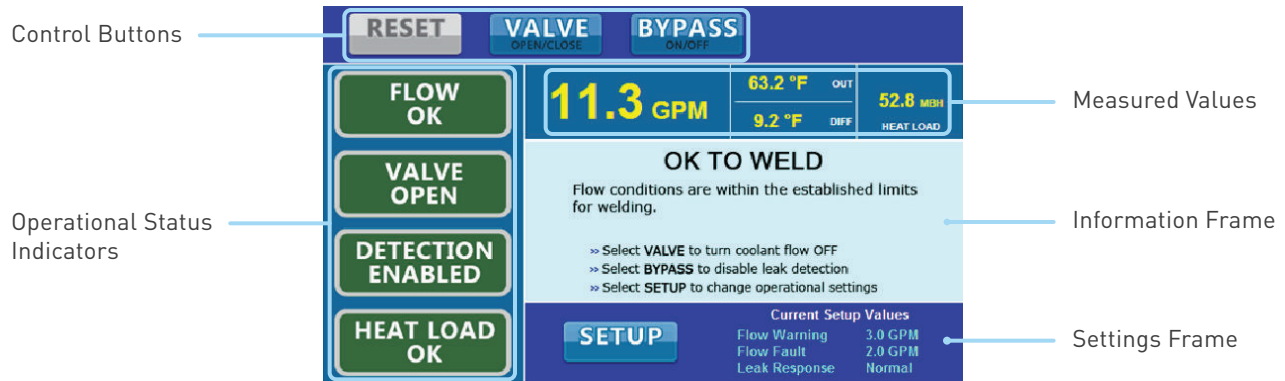 Control Buttons
RESET
VALVE
OPEN/CLOSE
BYPASS
ON/OFF
Operational Status
Indicators
FLOW
OK
VALVE
OPEN
DETECTION
ENABLED
HEAT LOAD
OK
11.3 GPM
63.2 °F OUT
9.2 °F DIFF
52.8 MBH
HEAT LOAD
Measured Values
OK TO WELD
Flow conditions are within the established limits
for welding.
» Select VALVE to turn coolant flow OFF
» Select BYPASS to disable leak detection
» Select SETUP to change operational settings
Information Frame
SETUP
Current Setup Values
Flow Warning 3.0 GPM
Flow Fault 2.0 GPM
Leak Response Normal
Settings Frame